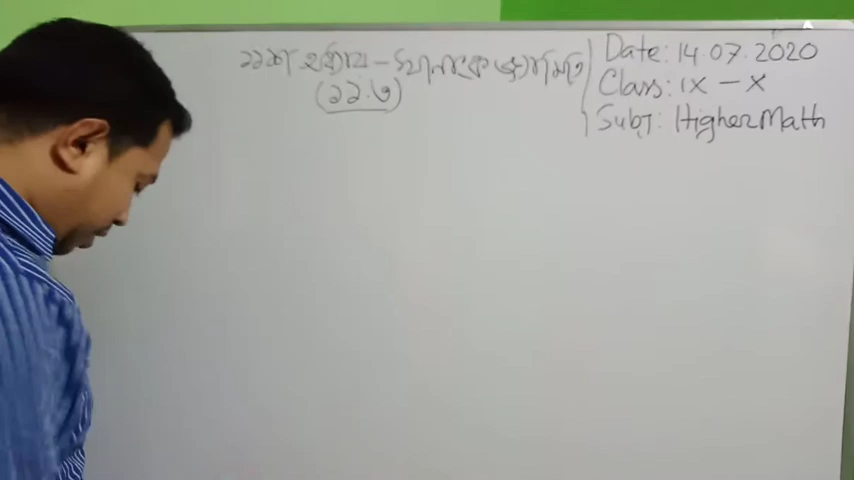 ১১শ অধ্যায় - স্থানাঙ্কে জ্যামিতি
(১১.৩)
Date: 14.07.2020
Class: IX - X
Subj: Higher Math